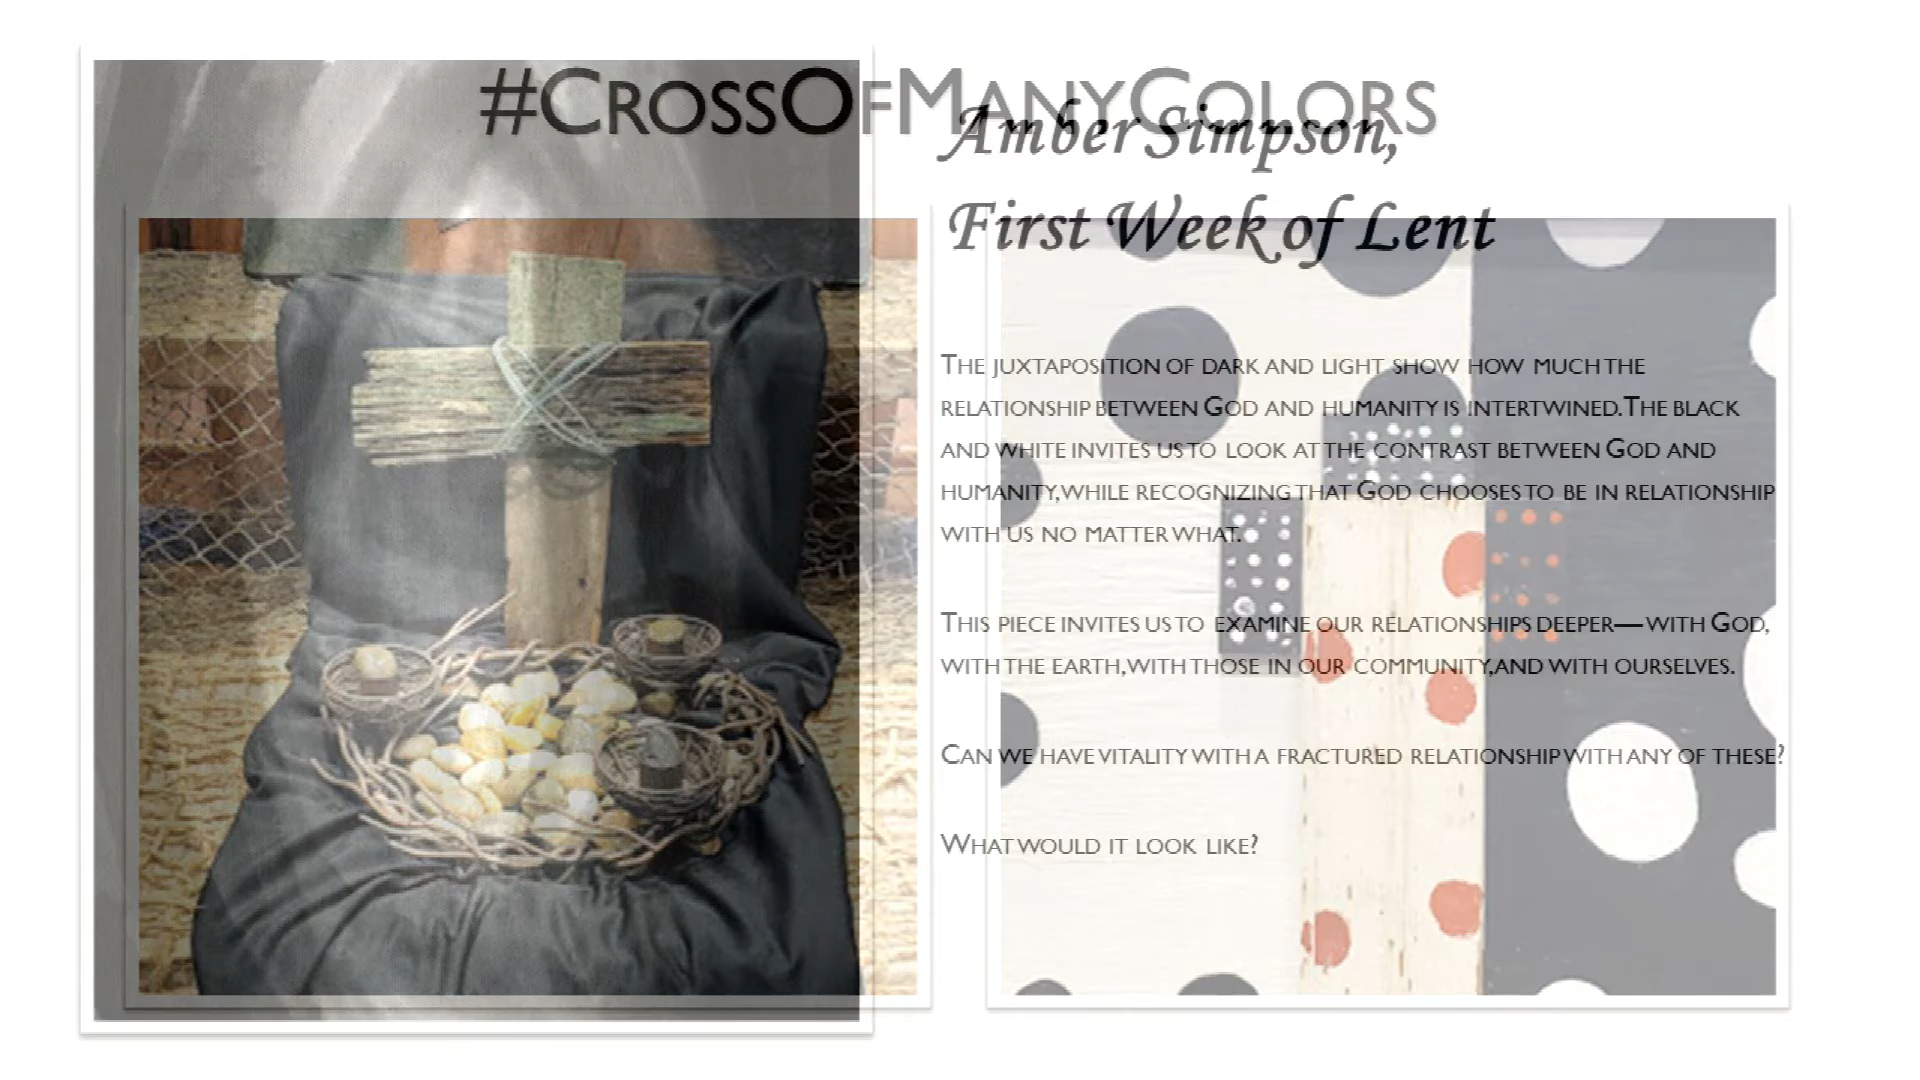 #CrossOfManyColors
Amber Simpson,
First Week of Lent
The juxtaposition of dark and light show how much the
relationship between God and humanity is intertwined. The black
and white invites us to look at the contrast between God and
humanity, while recognizing that God chooses to be in relationship
with us no matter what.
This piece invites us to examine our relationships deeper—with God,
with the earth, with those in our community, and with ourselves.
Can we have vitality with a fractured relationship with any of these?
What would it look like?